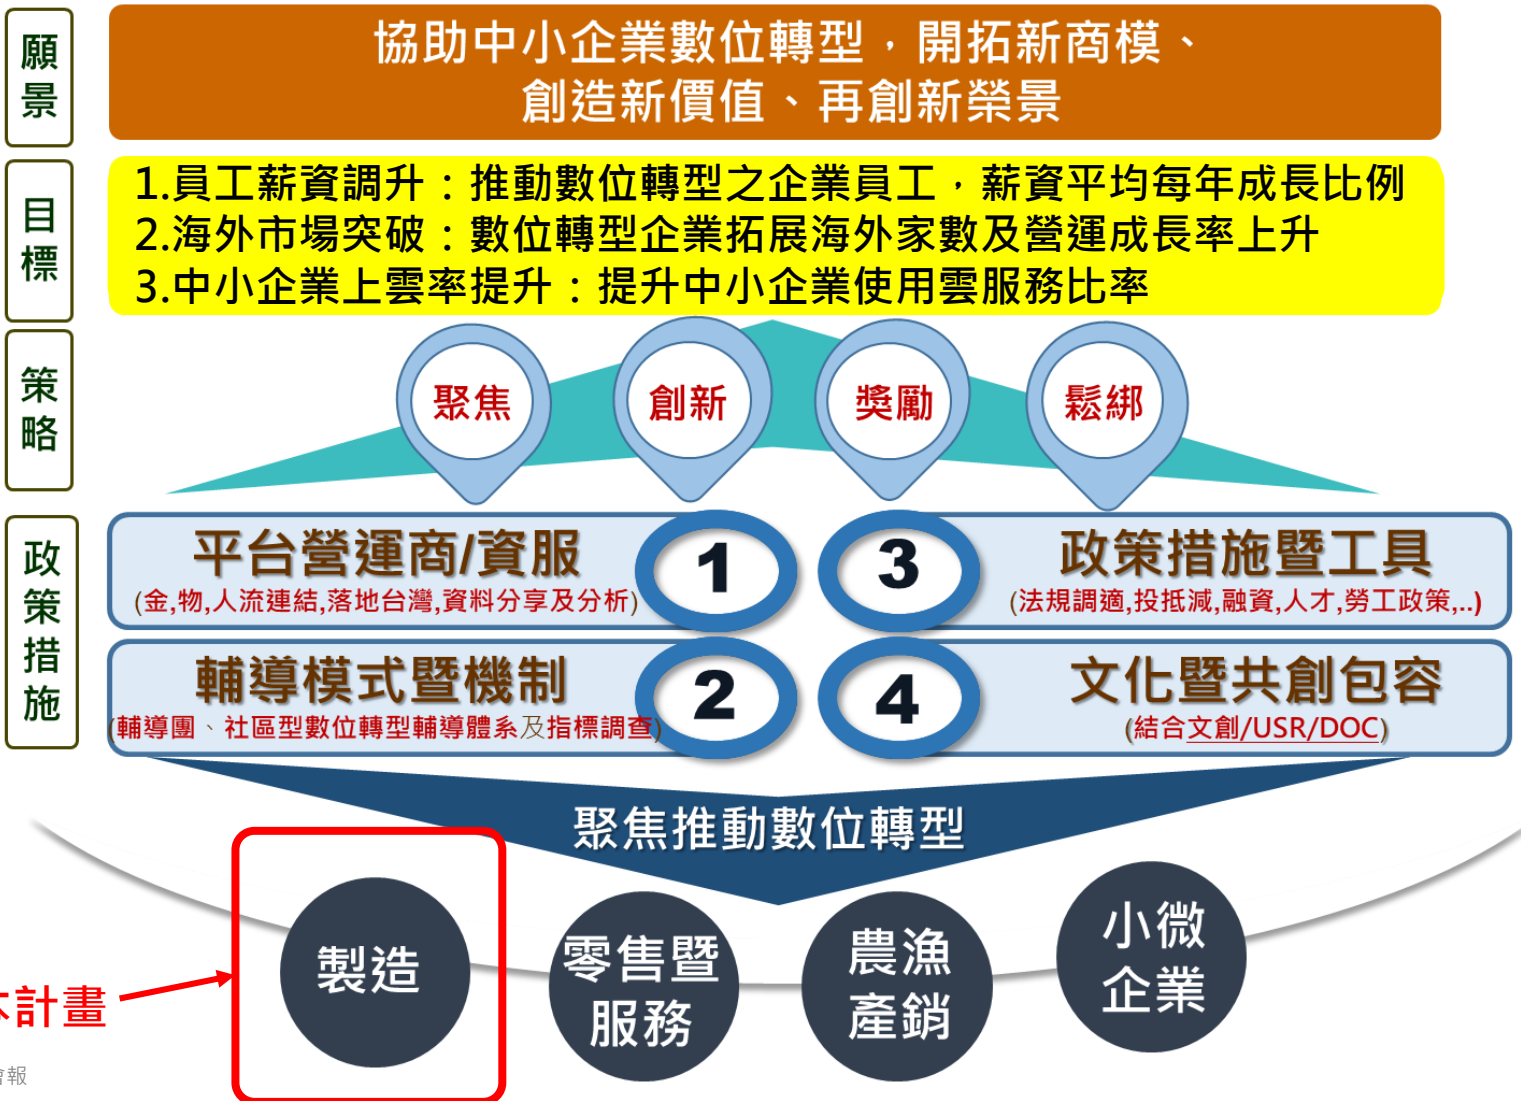 願景
協助中小企業數位轉型，開拓新商模、
創造新價值、再創新榮景
目標
1.員工薪資調升：推動數位轉型之企業員工，薪資平均每年成長比例
2.海外市場突破：數位轉型企業拓展海外家數及營運成長率上升
3.中小企業上雲率提升：提升中小企業使用雲服務比率
策略
聚焦
創新
獎勵
鬆綁
政策措施
平台營運商/資服
(金,物,人流連結,落地台灣,資料分享及分析)
1
輔導模式暨機制
(輔導團、社區型數位轉型輔導體系及指標調查)
2
3
政策措施暨工具
(法規調適,投抵減,融資,人才,勞工政策,..)
4
文化暨共創包容
(結合文創/USR/DOC)
聚焦推動數位轉型
製造
零售暨
服務
農漁
產銷
小微
企業
本計畫
會報